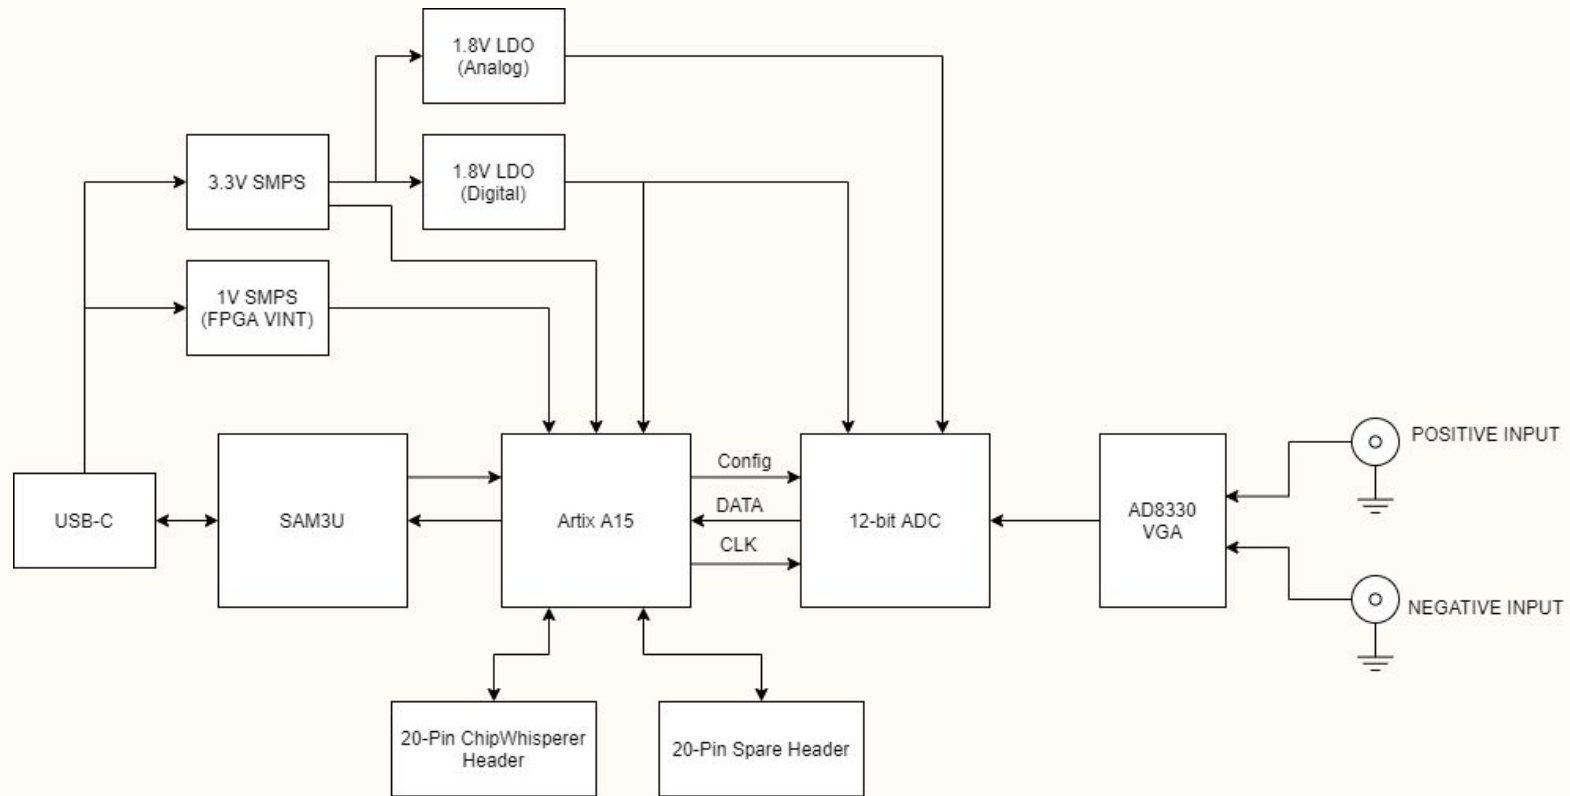 1.8V LDO
(Analog)
3.3V SMPS
1.8V LDO
(Digital)
1V SMPS
(FPGA VINT)
USB-C
SAM3U
Artix A15
Config
DATA
CLK
12-bit ADC
AD8330
VGA
POSITIVE INPUT
NEGATIVE INPUT
20-Pin ChipWhisperer
Header
20-Pin Spare Header